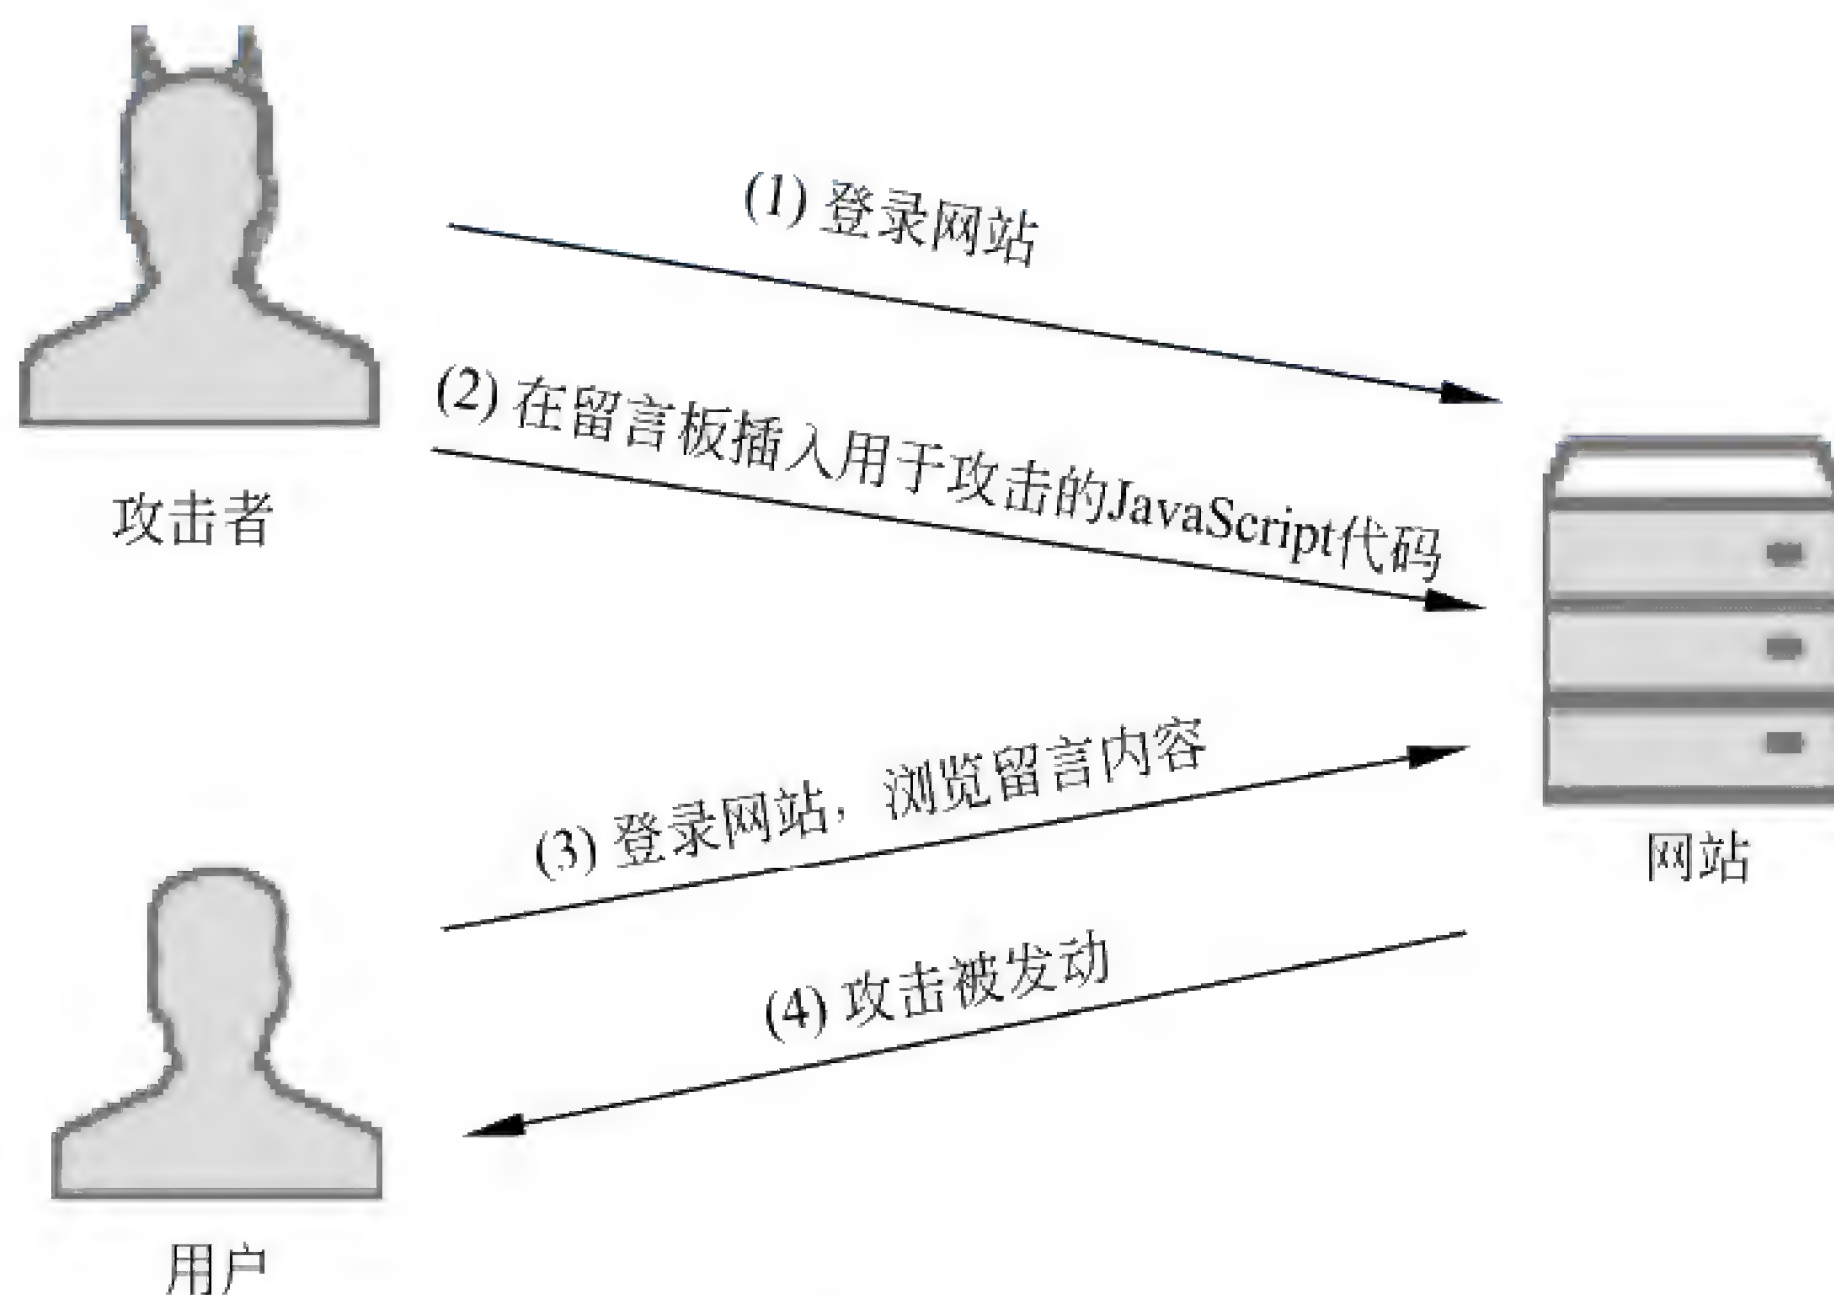 (1) 登录网站
(2) 在留言板插入用于攻击的JavaScript代码
攻击者
(3) 登录网站，浏览留言内容
网站
(4) 攻击被发动
用户